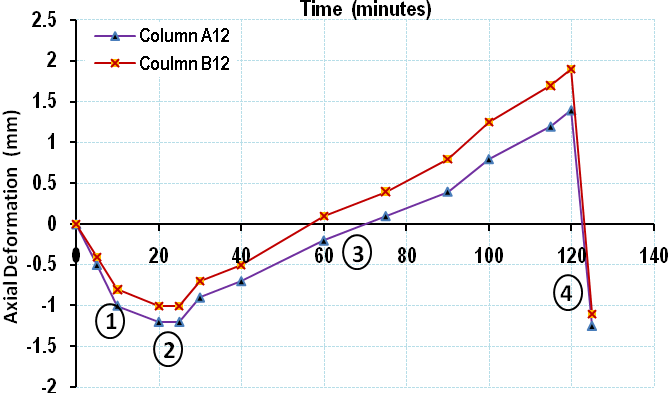 Time (minutes)
2.5
Column A12
Coulmn B12
2
1.5
1
0.5
0
-0.5
-1
-1.5
-2
Axial Deformation (mm)
0 20 40 60 80 100 120 140
1
2
3
4